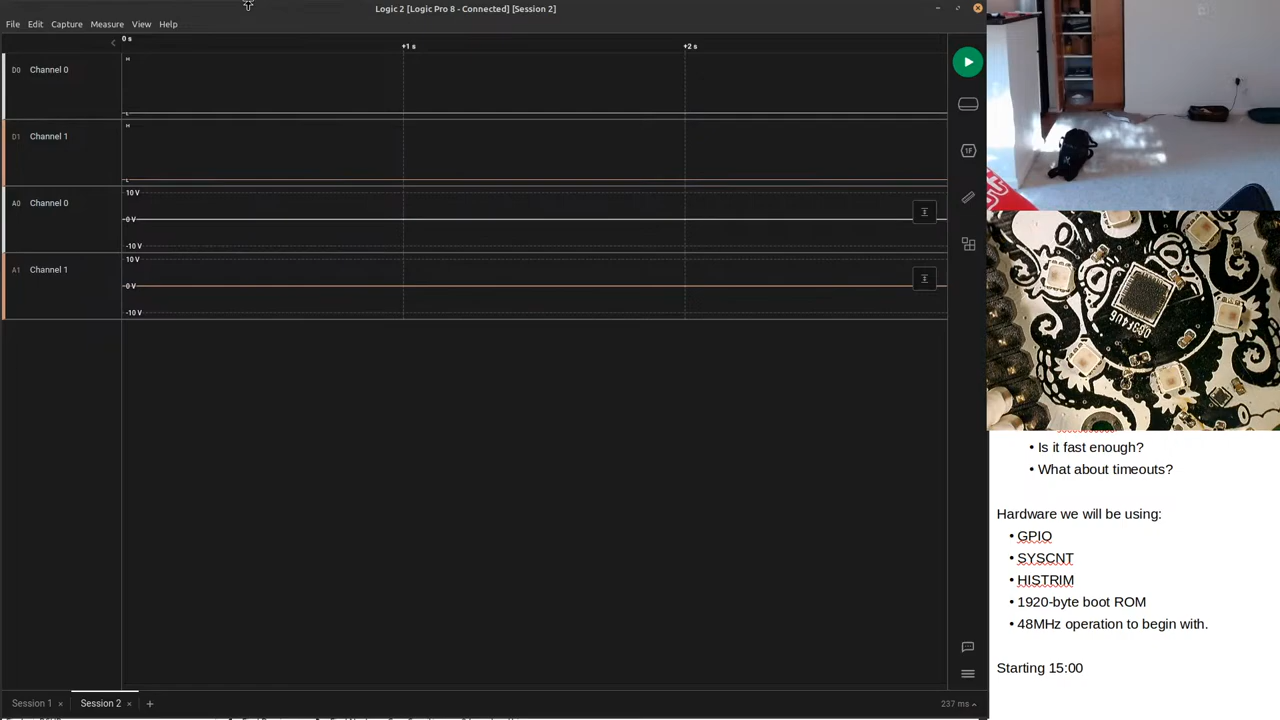 Logic 2 [Logic Pro 8 - Connected] [Session 2]
File Edit Capture Measure View Help
0 s
+1 s
+2 s
D0 Channel 0
H
L
D1 Channel 1
H
L
A0 Channel 0
10 V
0 V
-10 V
A1 Channel 1
10 V
0 V
-10 V
1F
Session 1 × Session 2 × +
237 ms
• Is it fast enough?
• What about timeouts?
Hardware we will be using:
• GPIO
• SYSCNT
• HISTRIM
• 1920-byte boot ROM
• 48MHz operation to begin with.
Starting 15:00